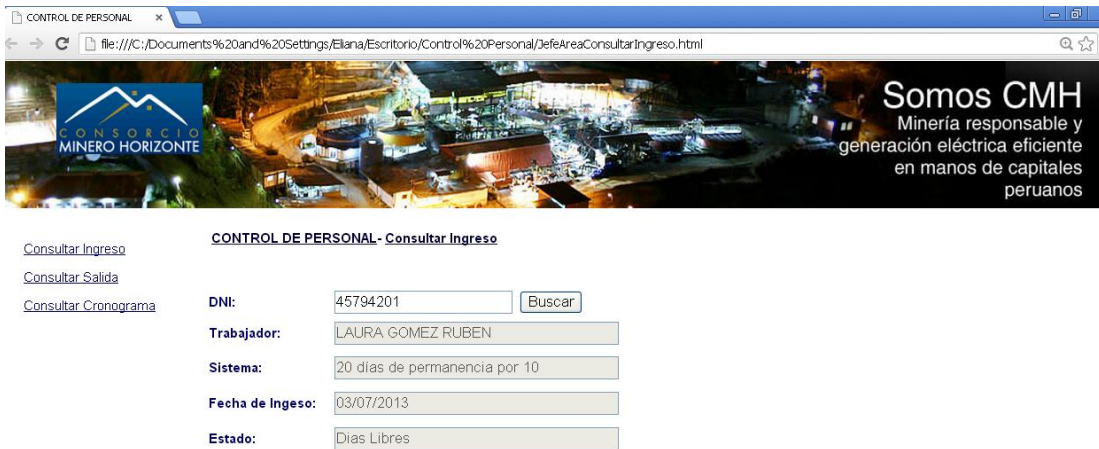 CONTROL DE PERSONAL
file:///C:/Documents%20and%20Settings/Eliana/Escritorio/Control%20Personal/JefeAreaConsultarIngreso.html
CONSORCIO
MINERO HORIZONTE
Somos CMH
Minería responsable y
generación eléctrica eficiente
en manos de capitales
peruanos
CONTROL DE PERSONAL- Consultar Ingreso
Consultar Ingreso
Consultar Salida
Consultar Cronograma
DNI: 45794201 Buscar
Trabajador: LAURA GOMEZ RUBEN
Sistema: 20 días de permanencia por 10
Fecha de Ingeso: 03/07/2013
Estado: Dias Libres